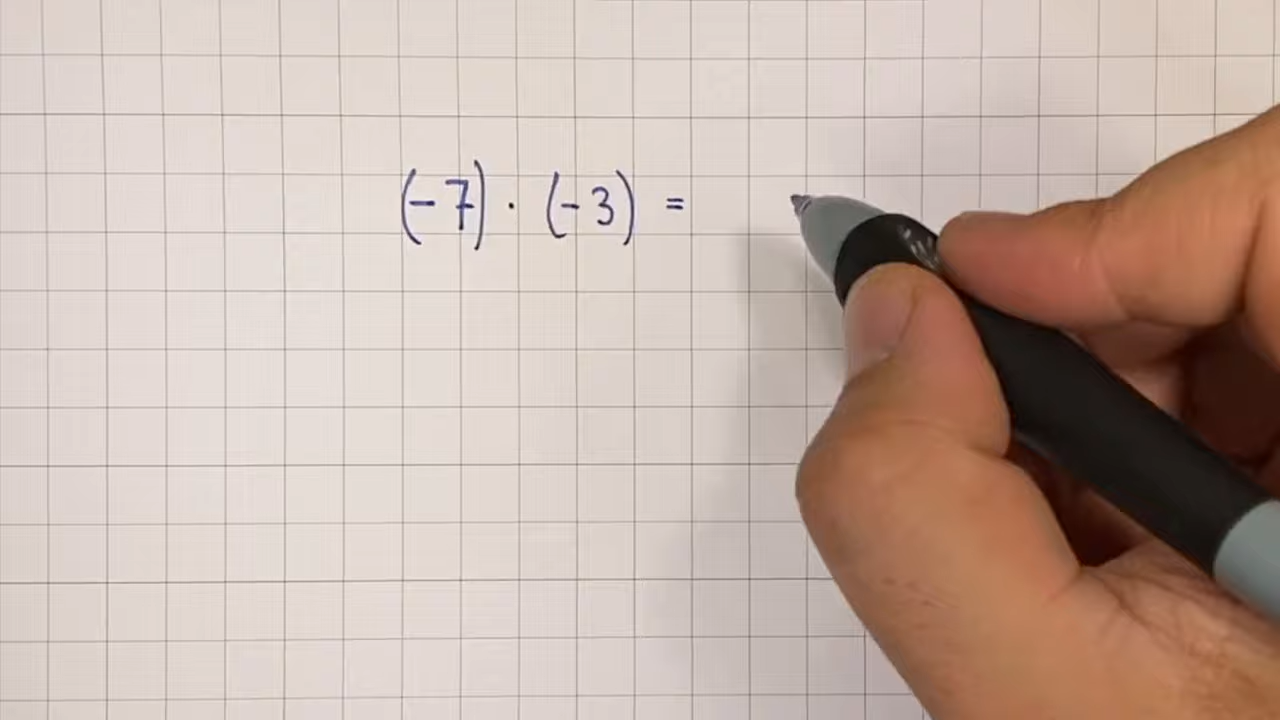 (-7) · (-3) =